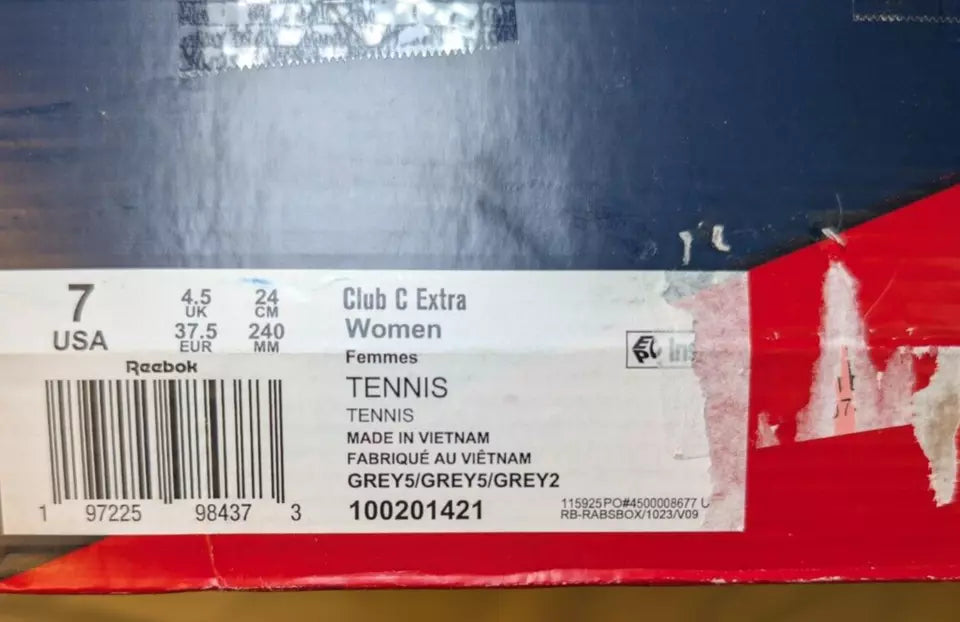 7
USA
4.5
UK
37.5
EUR
24
CM
240
MM
Reebok
1 97225 98437 3
Club C Extra
Women
Femmes
TENNIS
TENNIS
MADE IN VIETNAM
FABRIQUÉ AU VIÊTNAM
GREY5/GREY5/GREY2
100201421
115925PO#4500008677 U
RB-RABSBOX/1023/V09